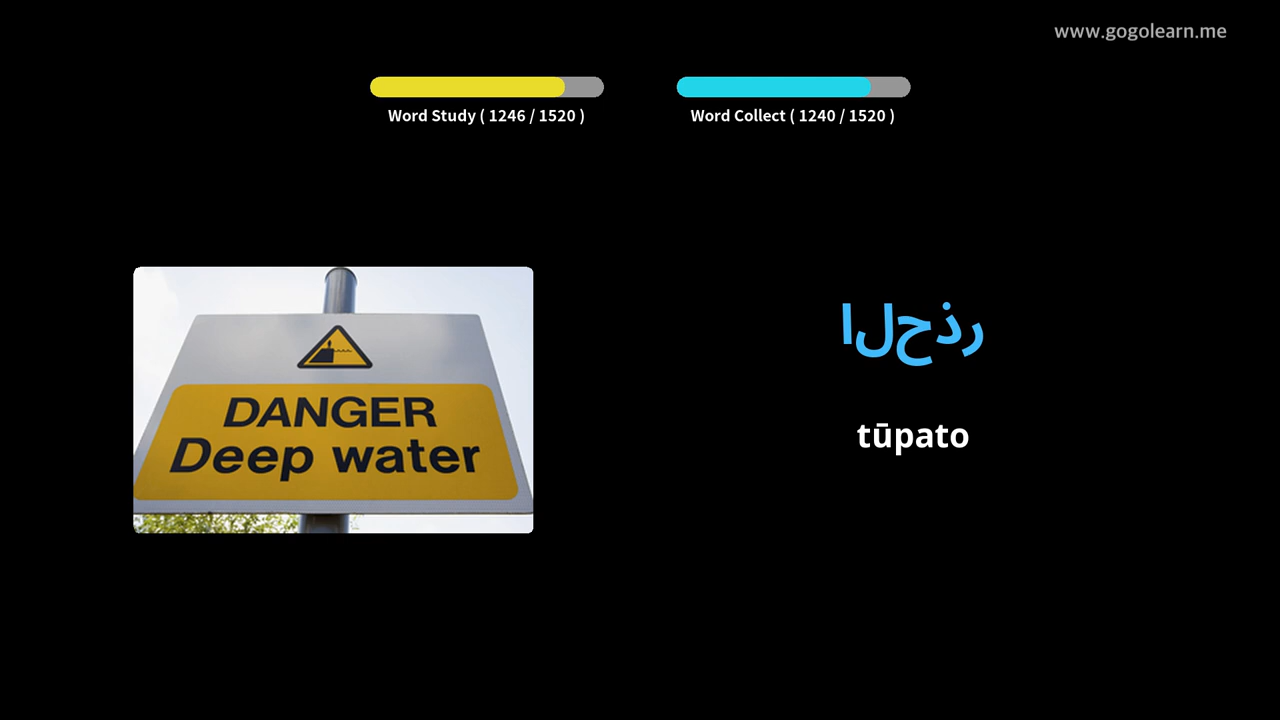 www.gogolearn.me
Word Study ( 1246 / 1520 )
Word Collect ( 1240 / 1520 )
DANGER
Deep water
الحذر
tūpato